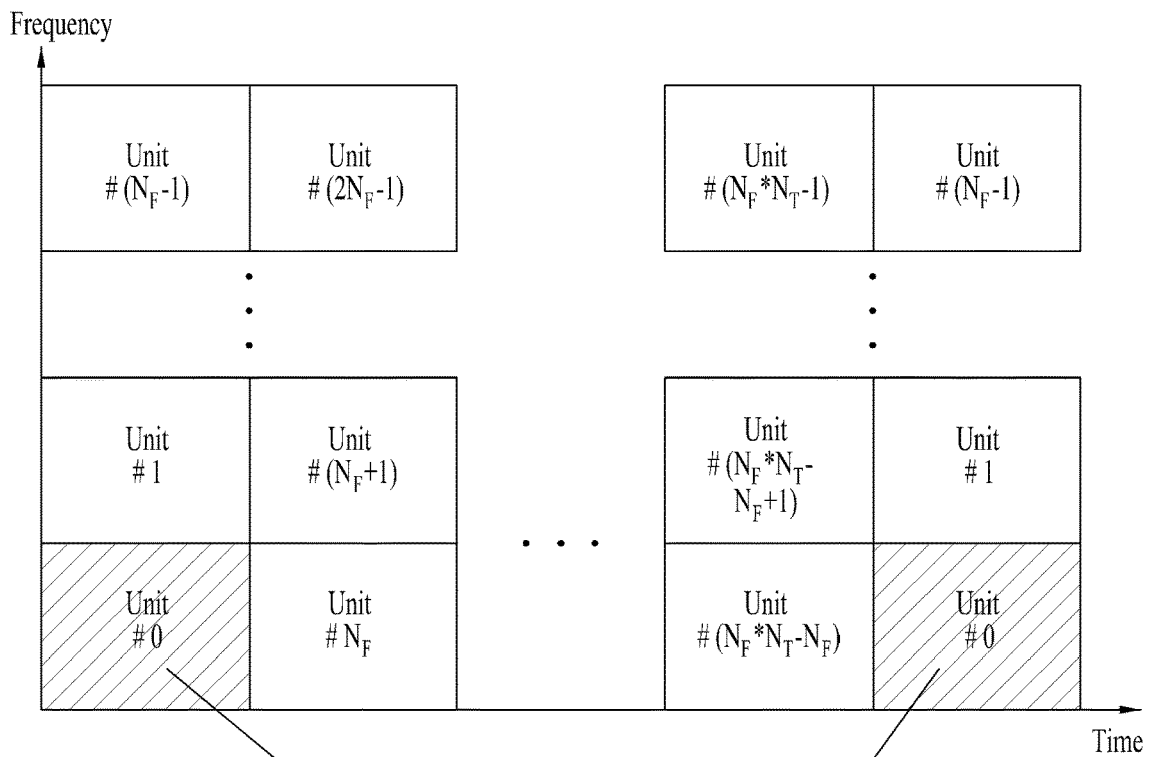 Frequency
Unit
# (N_F-1)
Unit
# (2N_F-1)
Unit
# (N_F*N_T-1)
Unit
# (N_F-1)
Unit
# 1
Unit
# (N_F+1)
Unit
# (N_F*N_T-
N_F+1)
Unit
# 1
Unit
# 0
Unit
# N_F
Unit
# (N_F*N_T-N_F)
Unit
# 0
Time